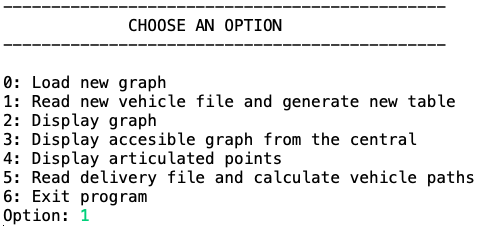 ----------------------------------------------
CHOOSE AN OPTION
----------------------------------------------
0: Load new graph
1: Read new vehicle file and generate new table
2: Display graph
3: Display accesible graph from the central
4: Display articulated points
5: Read delivery file and calculate vehicle paths
6: Exit program
Option: 1